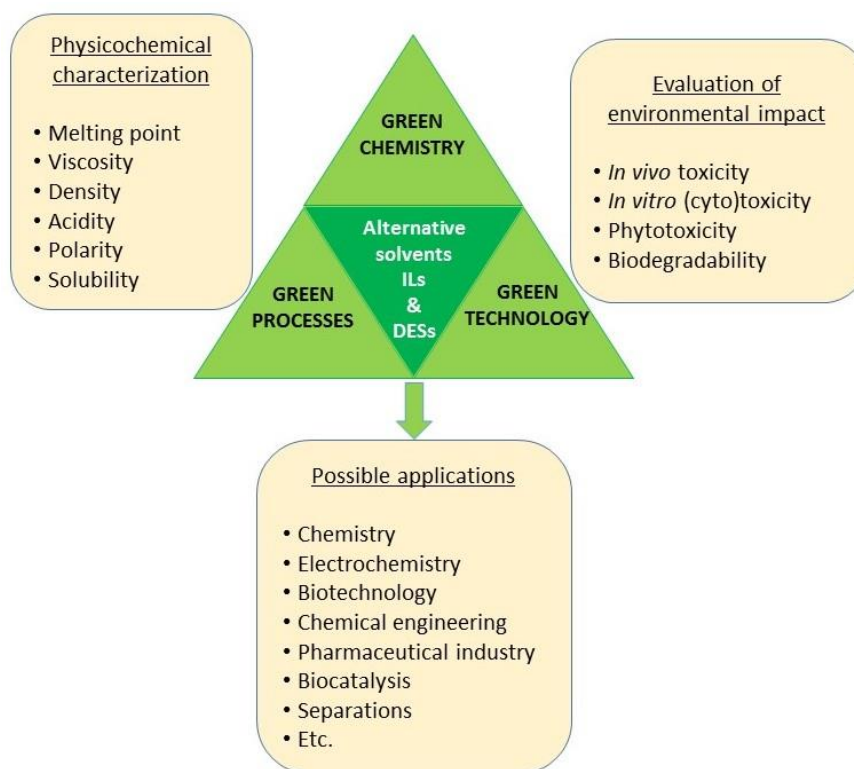 Physicochemical
characterization
• Melting point
• Viscosity
• Density
• Acidity
• Polarity
• Solubility
GREEN
CHEMISTRY
Alternative
solvents
ILs
&
DESs
GREEN
PROCESSES
GREEN
TECHNOLOGY
Evaluation of
environmental impact
• In vivo toxicity
• In vitro (cyto)toxicity
• Phytotoxicity
• Biodegradability
Possible applications
• Chemistry
• Electrochemistry
• Biotechnology
• Chemical engineering
• Pharmaceutical industry
• Biocatalysis
• Separations
• Etc.